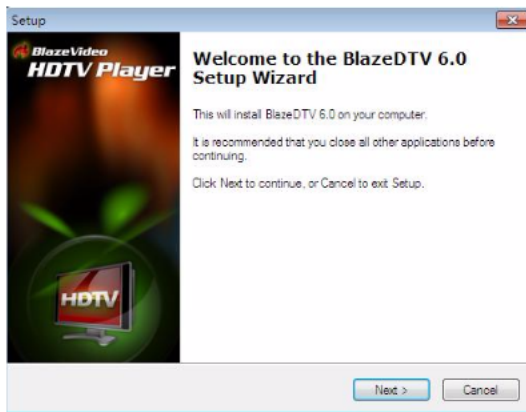 Setup
BlazeVideo
HDTV Player
Welcome to the BlazeDTV 6.0
Setup Wizard
This will install BlazeDTV 6.0 on your computer.
It is recommended that you close all other applications before
continuing.
Click Next to continue, or Cancel to exit Setup.
HDTV
Next >
Cancel